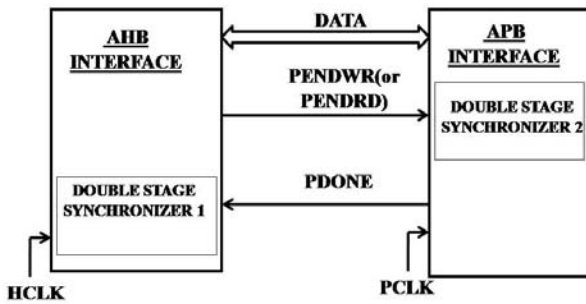 DATA
AHB
INTERFACE
APB
INTERFACE
PENDWR(or
PENDRD)
DOUBLE STAGE
SYNCHRONIZER 2
PDONE
DOUBLE STAGE
SYNCHRONIZER 1
HCLK
PCLK